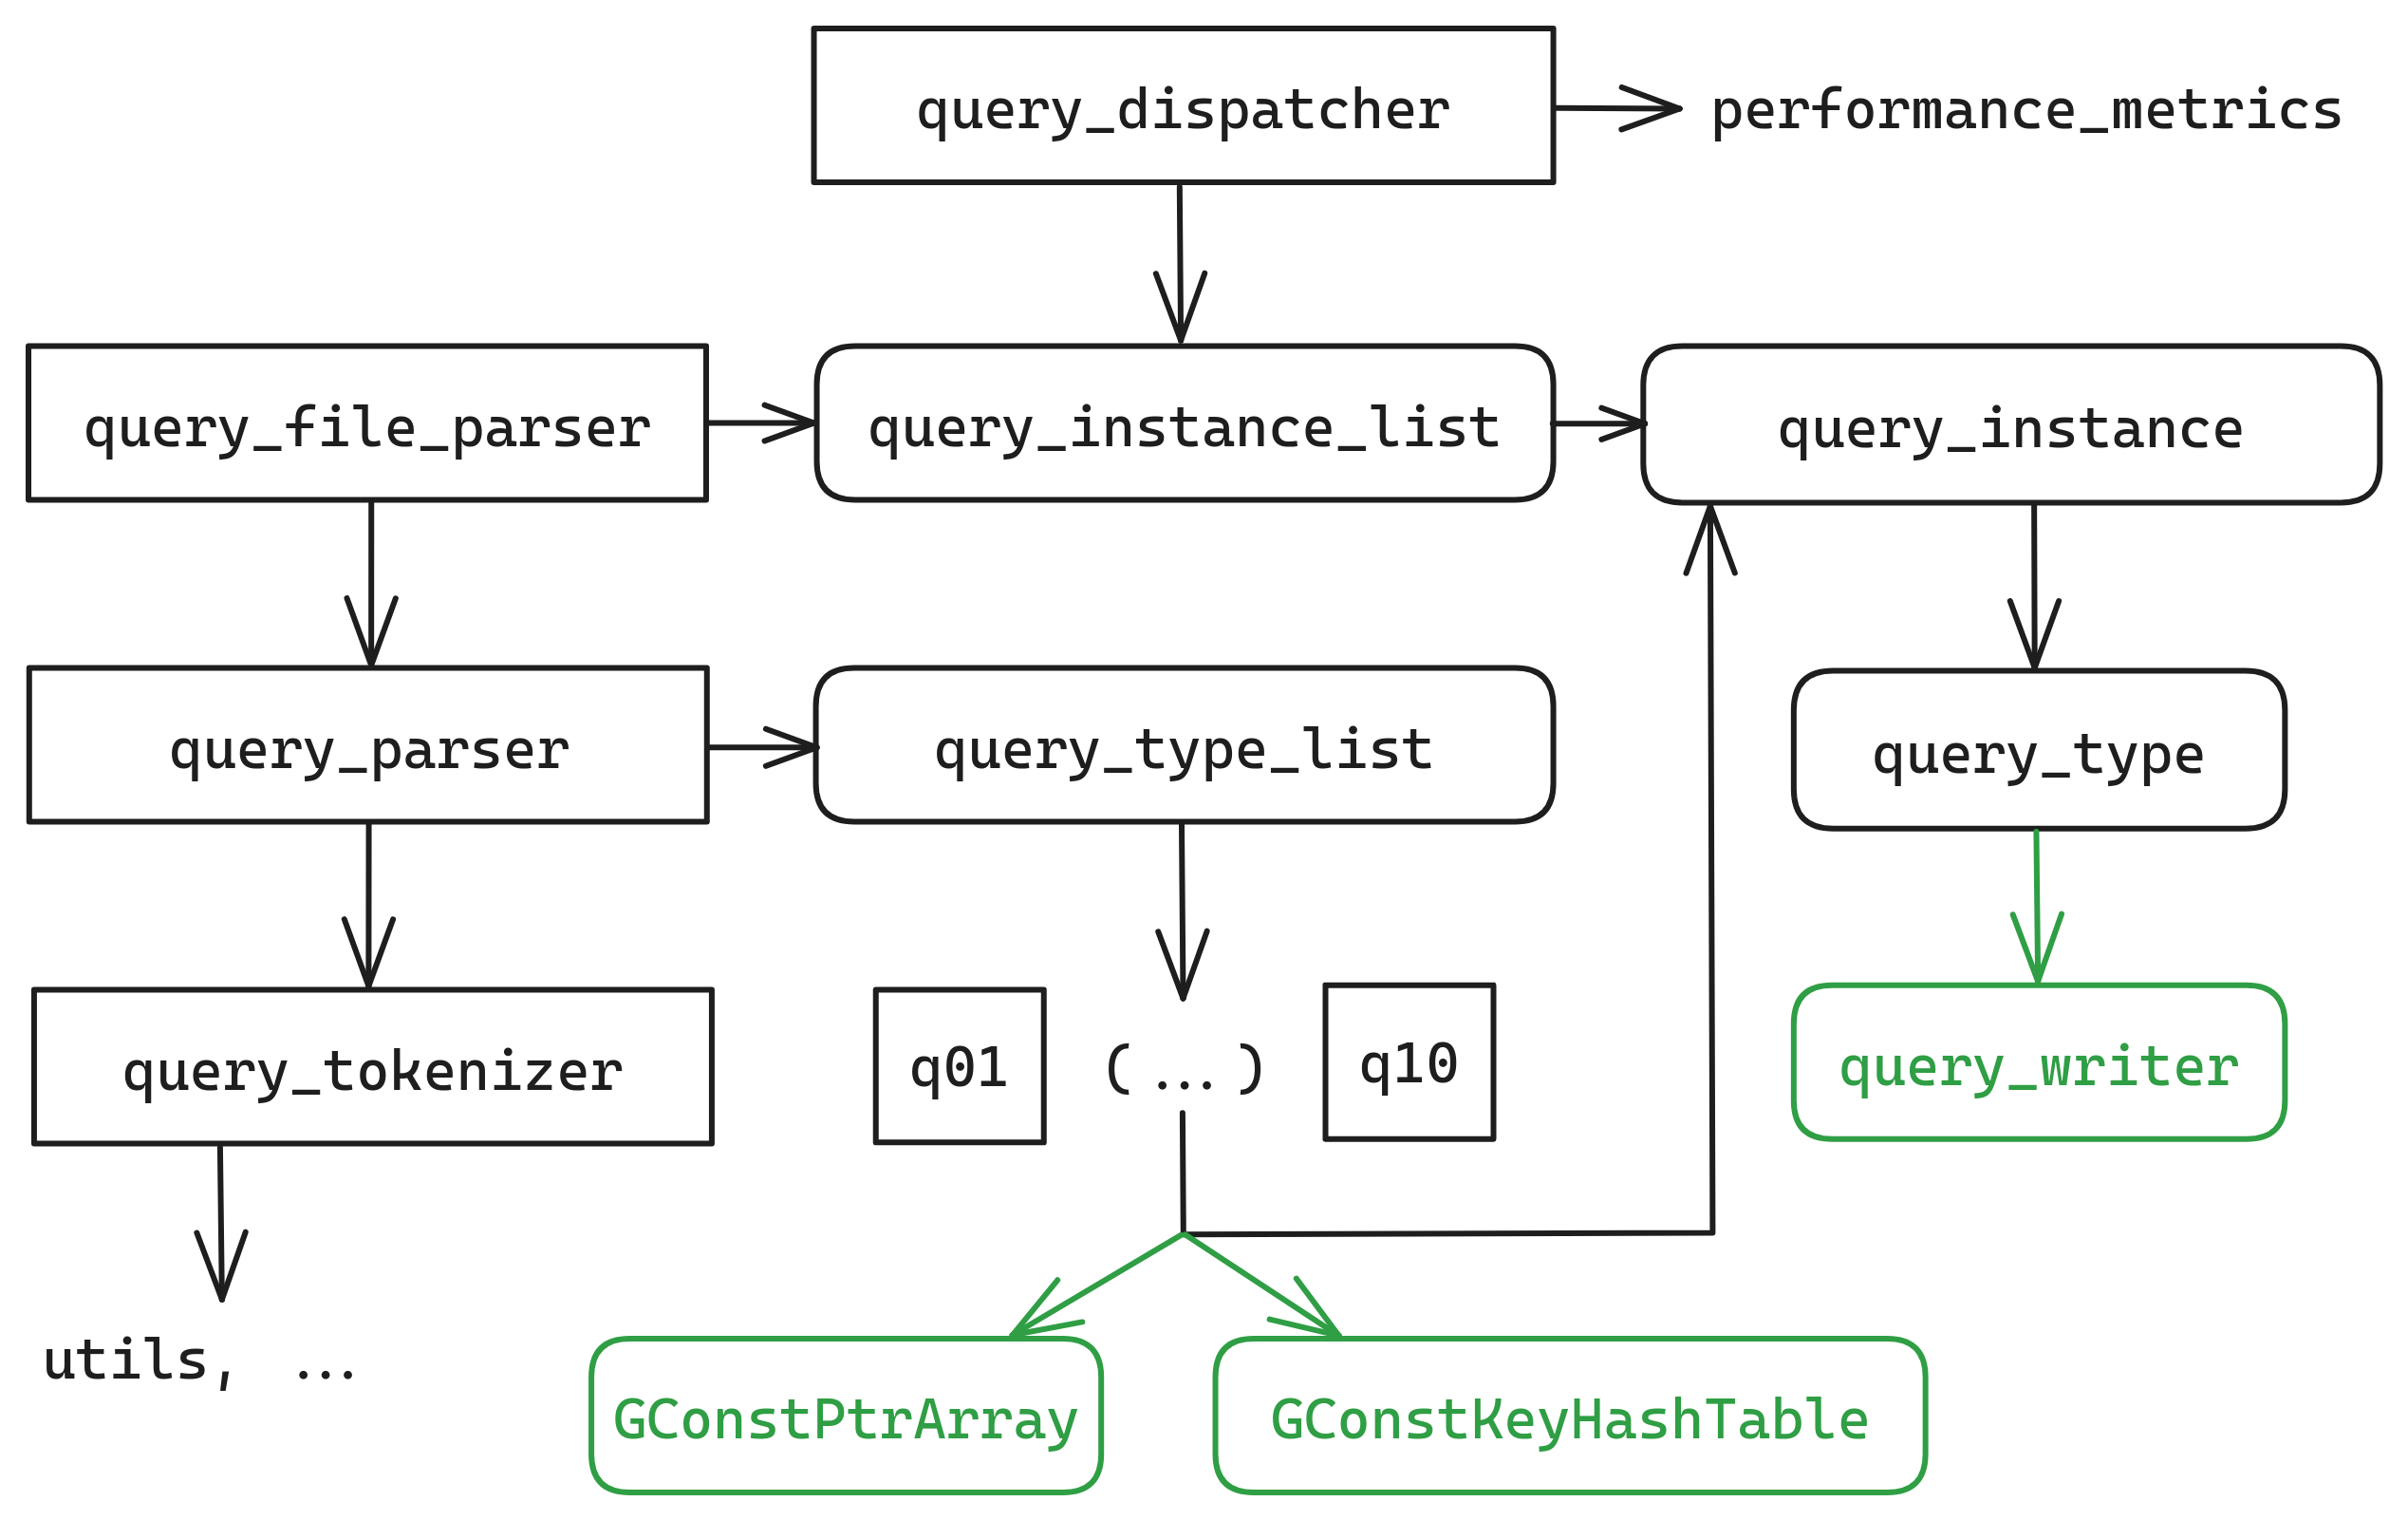 query_dispatcher
performance_metrics
query_file_parser
query_instance_list
query_instance
query_parser
query_type_list
query_type
query_tokenizer
q01
(...)
q10
query_writer
utils, ...
GConstPtrArray
GConstKeyHashTable